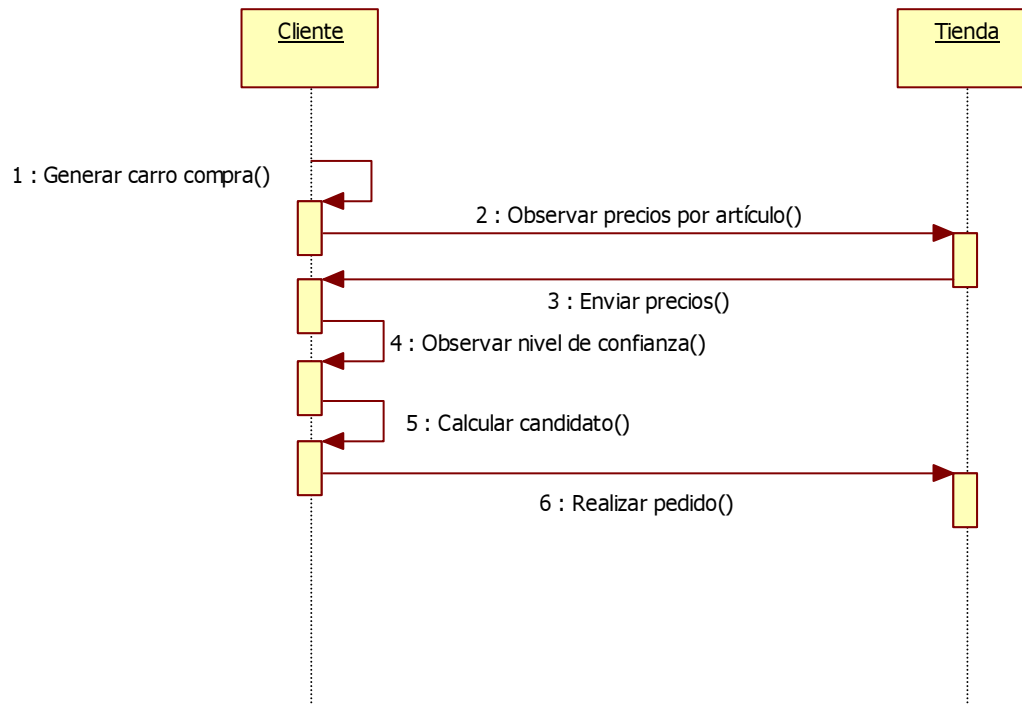 Cliente
Tienda
1 : Generar carro compra()
2 : Observar precios por artículo()
3 : Enviar precios()
4 : Observar nivel de confianza()
5 : Calcular candidato()
6 : Realizar pedido()